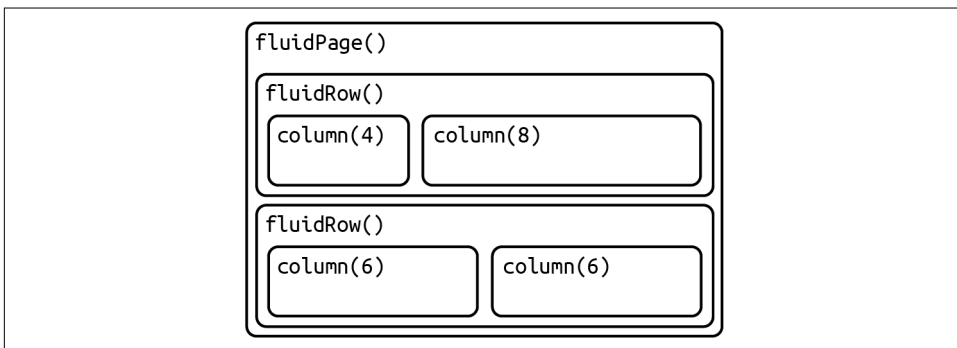 fluidPage()
fluidRow()
column(4) column(8)
fluidRow()
column(6) column(6)